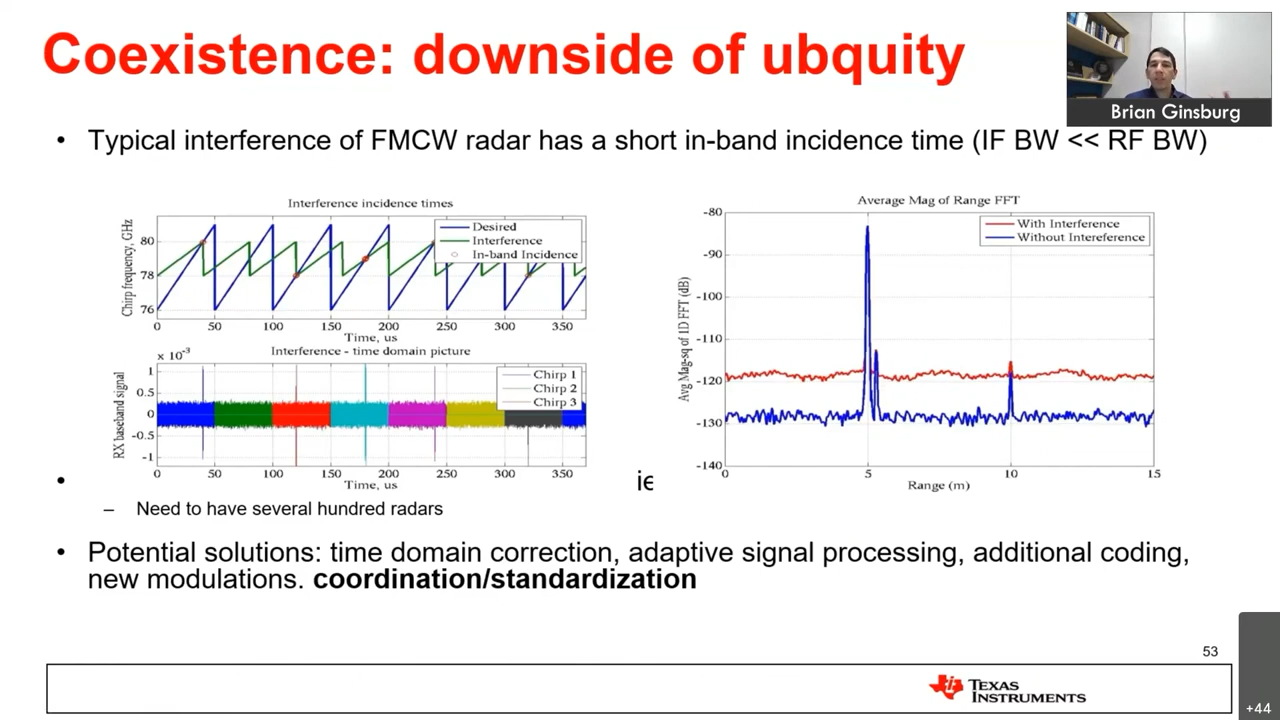 Coexistence: downside of ubquity
Brian Ginsburg
• Typical interference of FMCW radar has a short in-band incidence time (IF BW << RF BW)
Interference incidence times
Chirp frequency, GHz
80
78
76
Desired
Interference
In-band Incidence
0 50 100 150 200 250 300 350
Time, us
Interference - time domain picture
x 10⁻³
RX baseband signal
1
0.5
0
-0.5
-1
Chirp 1
Chirp 2
Chirp 3
0 50 100 150 200 250 300 350
Time, us
Average Mag of Range FFT
Avg Mag-sq of 1D FFT (dB)
-80
-90
-100
-110
-120
-130
-140
With Interference
Without Intereference
0 5 10 15
Range (m)
•
– Need to have several hundred radars
• Potential solutions: time domain correction, adaptive signal processing, additional coding,
new modulations. coordination/standardization
53
TEXAS
INSTRUMENTS
+44